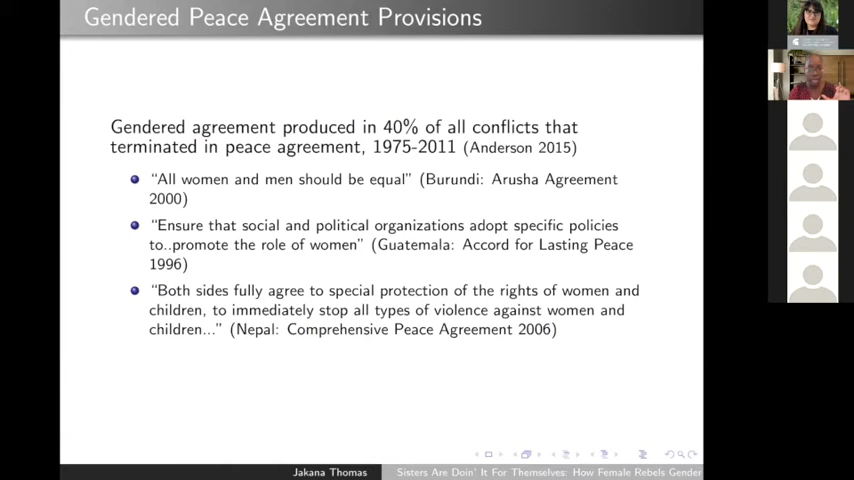 Gendered Peace Agreement Provisions
Gendered agreement produced in 40% of all conflicts that
terminated in peace agreement, 1975-2011 (Anderson 2015)
"All women and men should be equal" (Burundi: Arusha Agreement
2000)
"Ensure that social and political organizations adopt specific policies
to..promote the role of women" (Guatemala: Accord for Lasting Peace
1996)
"Both sides fully agree to special protection of the rights of women and
children, to immediately stop all types of violence against women and
children..." (Nepal: Comprehensive Peace Agreement 2006)
Jakana Thomas
Sisters Are Doin' It For Themselves: How Female Rebels Gender